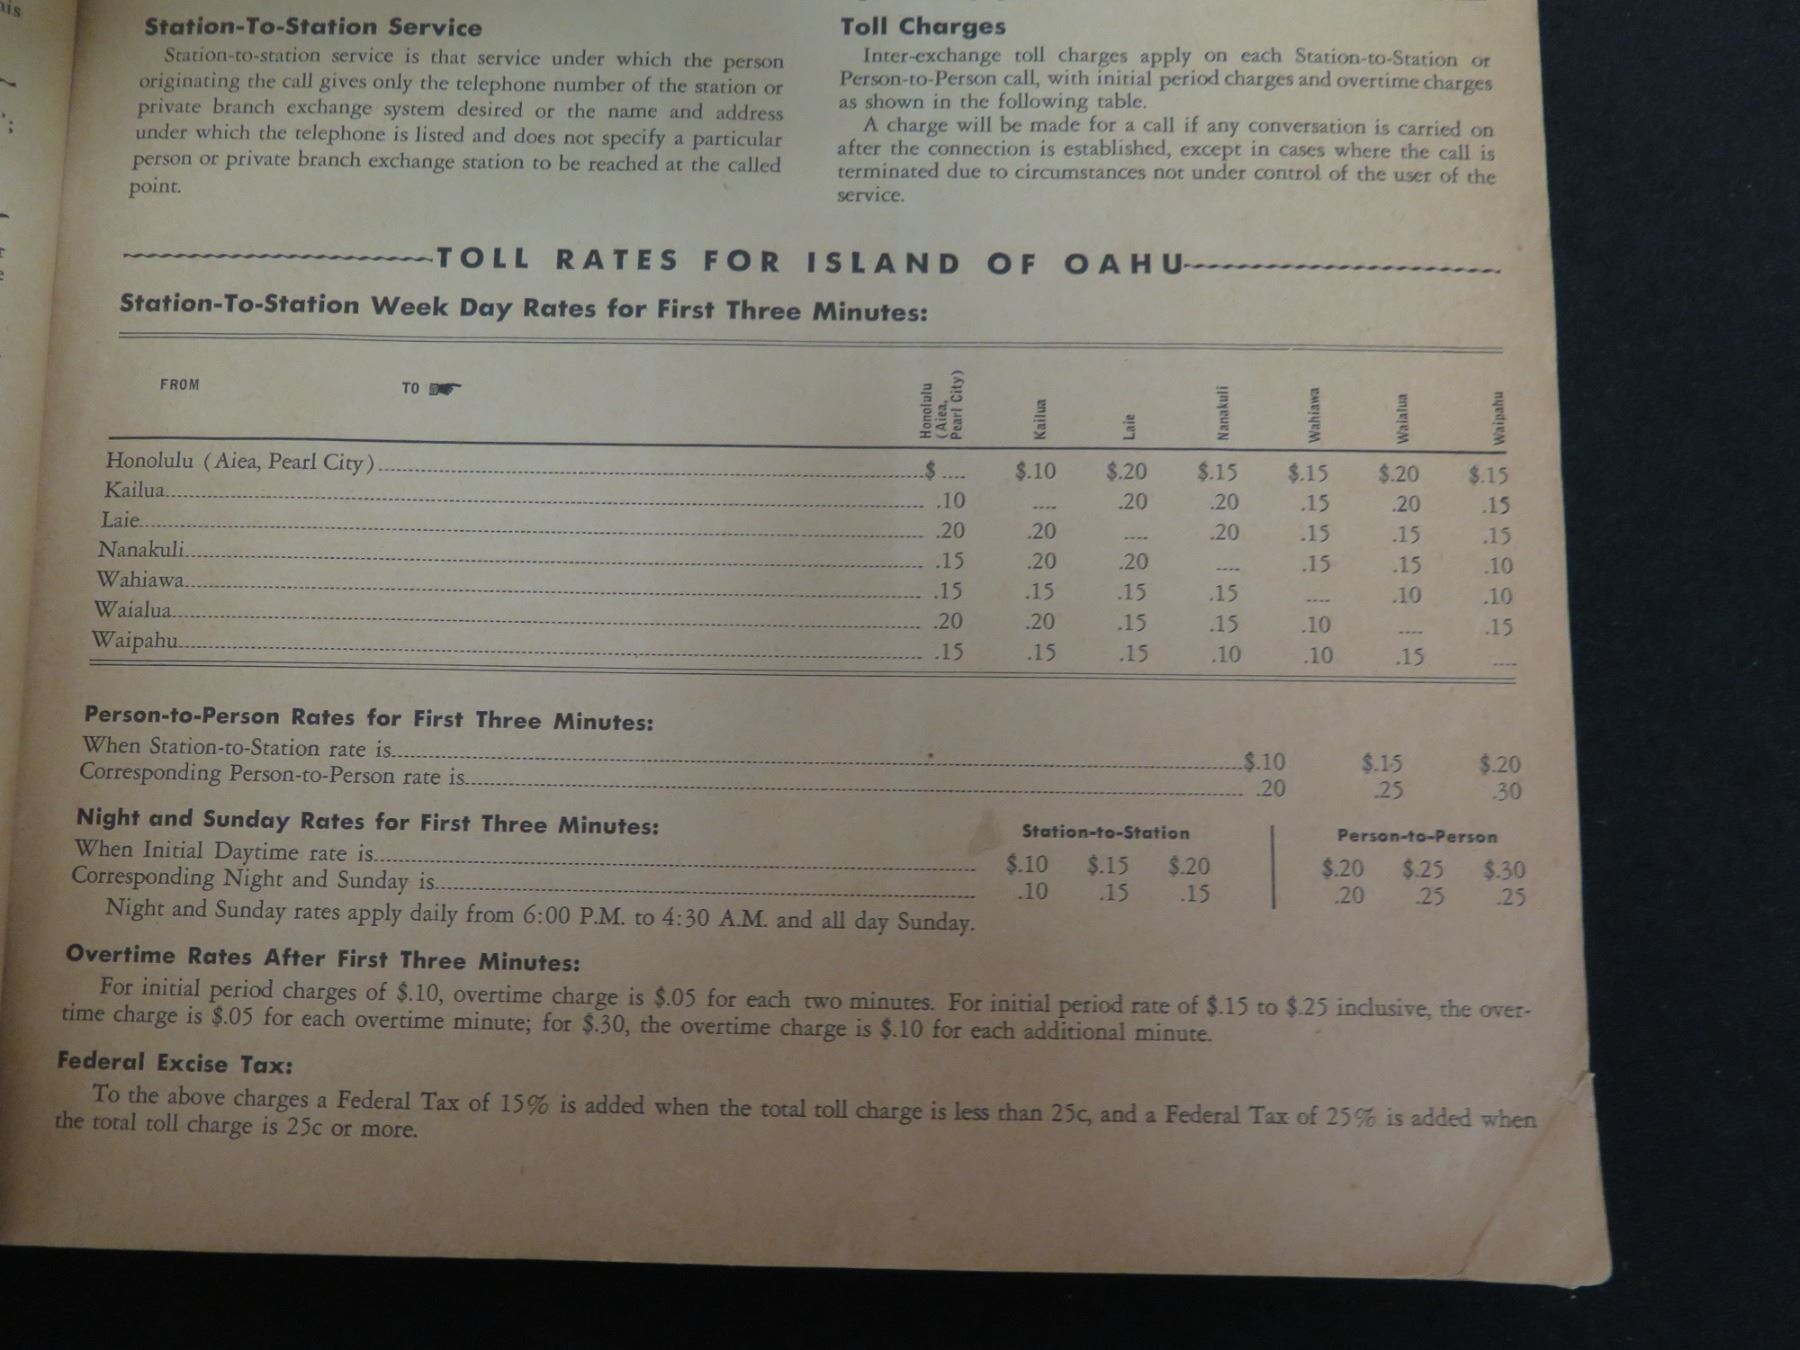 Station-To-Station Service
Station-to-station service is that service under which the person
originating the call gives only the telephone number of the station or
private branch exchange system desired or the name and address
under which the telephone is listed and does not specify a particular
person or private branch exchange station to be reached at the called
point.
Toll Charges
Inter-exchange toll charges apply on each Station-to-Station or
Person-to-Person call, with initial period charges and overtime charges
as shown in the following table.
A charge will be made for a call if any conversation is carried on
after the connection is established, except in cases where the call is
terminated due to circumstances not under control of the user of the
service.
TOLL RATES FOR ISLAND OF OAHU
Station-To-Station Week Day Rates for First Three Minutes:
FROM TO Honolulu (Aiea, Pearl City) Kailua Laie Nanakuli Wahiawa Waialua Waipahu
Honolulu (Aiea, Pearl City) $ .... $.10 $.20 $.15 $.15 $.20 $.15
Kailua .10 .... .20 .20 .15 .20 .15
Laie .20 .20 .... .20 .15 .15 .15
Nanakuli .15 .20 .20 .... .15 .15 .10
Wahiawa .15 .15 .15 .15 .... .10 .10
Waialua .20 .20 .15 .15 .10 .... .15
Waipahu .15 .15 .15 .10 .10 .15 ....
Person-to-Person Rates for First Three Minutes:
When Station-to-Station rate is $.10 $.15 $.20
Corresponding Person-to-Person rate is .20 .25 .30
Night and Sunday Rates for First Three Minutes: Station-to-Station Person-to-Person
When Initial Daytime rate is $.10 $.15 $.20 $.20 $.25 $.30
Corresponding Night and Sunday is .10 .15 .15 .20 .25 .25
Night and Sunday rates apply daily from 6:00 P.M. to 4:30 A.M. and all day Sunday.
Overtime Rates After First Three Minutes:
For initial period charges of $.10, overtime charge is $.05 for each two minutes. For initial period rate of $.15 to $.25 inclusive, the over-
time charge is $.05 for each overtime minute; for $.30, the overtime charge is $.10 for each additional minute.
Federal Excise Tax:
To the above charges a Federal Tax of 15% is added when the total toll charge is less than 25c, and a Federal Tax of 25% is added when
the total toll charge is 25c or more.